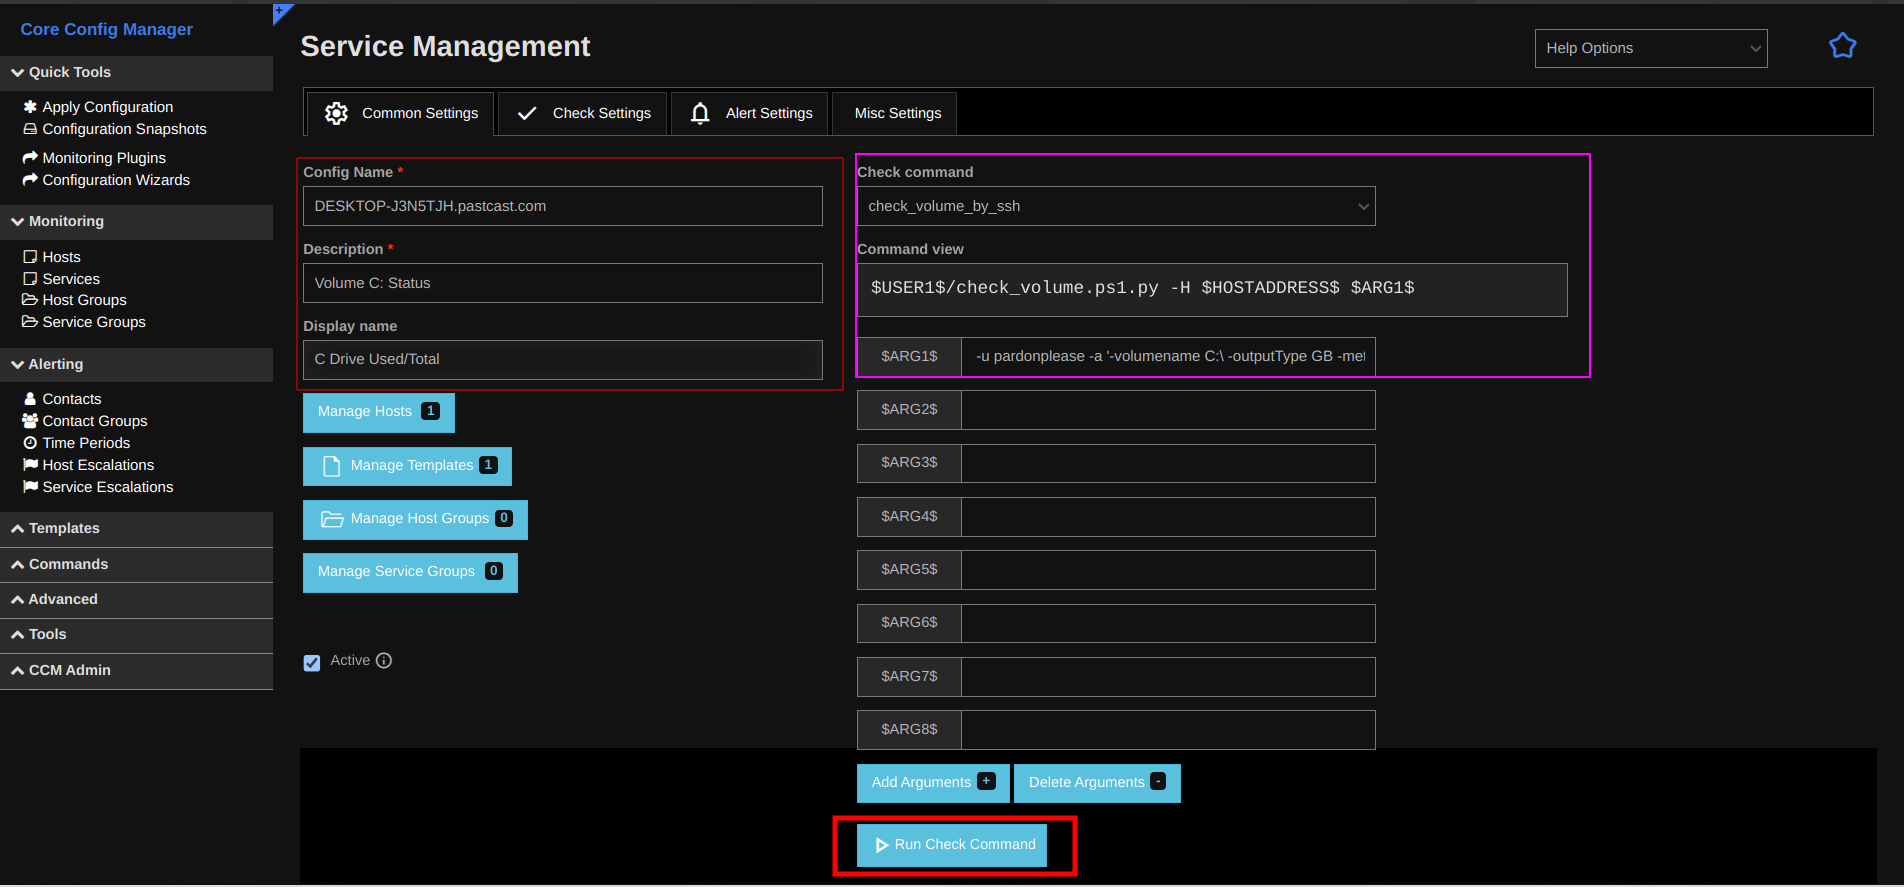 Core Config Manager
Quick Tools
Apply Configuration
Configuration Snapshots
Monitoring Plugins
Configuration Wizards
Monitoring
Hosts
Services
Host Groups
Service Groups
Alerting
Contacts
Contact Groups
Time Periods
Host Escalations
Service Escalations
Templates
Commands
Advanced
Tools
CCM Admin
+
Service Management
Help Options
Common Settings
Check Settings
Alert Settings
Misc Settings
Config Name *
DESKTOP-J3N5TJH.pastcast.com
Description *
Volume C: Status
Display name
C Drive Used/Total
Manage Hosts 1
Manage Templates 1
Manage Host Groups 0
Manage Service Groups 0
Active
Check command
check_volume_by_ssh
Command view
$USER1$/check_volume.ps1.py -H $HOSTADDRESS$ $ARG1$
$ARG1$ -u pardonplease -a '-volumename C:\ -outputType GB -met
$ARG2$
$ARG3$
$ARG4$
$ARG5$
$ARG6$
$ARG7$
$ARG8$
Add Arguments +
Delete Arguments -
Run Check Command